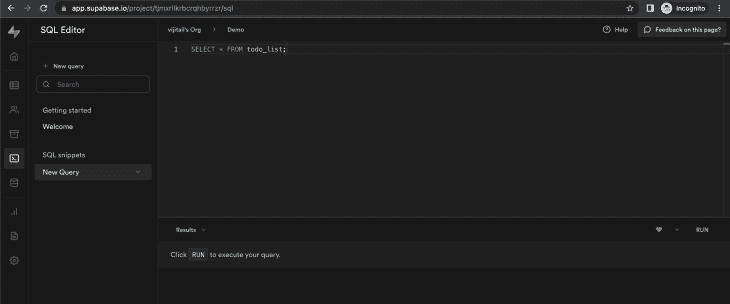 app.supabase.io/project/tjmxrllkrbcrqhbyrrzr/sql
Incognito
SQL Editor
vijitail's Org > Demo
Help
Feedback on this page?
+ New query
Search
Getting started
Welcome
SQL snippets
New Query
1 SELECT * FROM todo_list;
Results
RUN
Click RUN to execute your query.